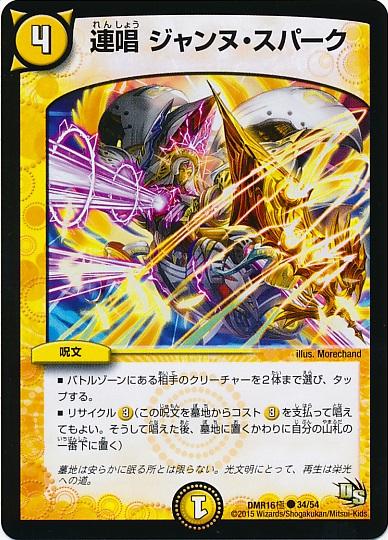 4
れんしょう
連唱 ジャンヌ・スパーク
呪文
illus. Morechand
■ バトルゾーンにある相手のクリーチャーを2体まで選び、タッ
プする。
■ リサイクル 3 (この呪文を墓地からコスト 3 を支払って唱え
てもよい。そうして唱えた後、墓地に置くかわりに自分の山札の
一番下に置く)
墓地は安らかに眠る所とは限らない。光文明にとって、再生は栄光
への道。
1
DMR16極 ● 34/54
©2015 Wizards/Shogakukan/Mitsui-Kids
DS